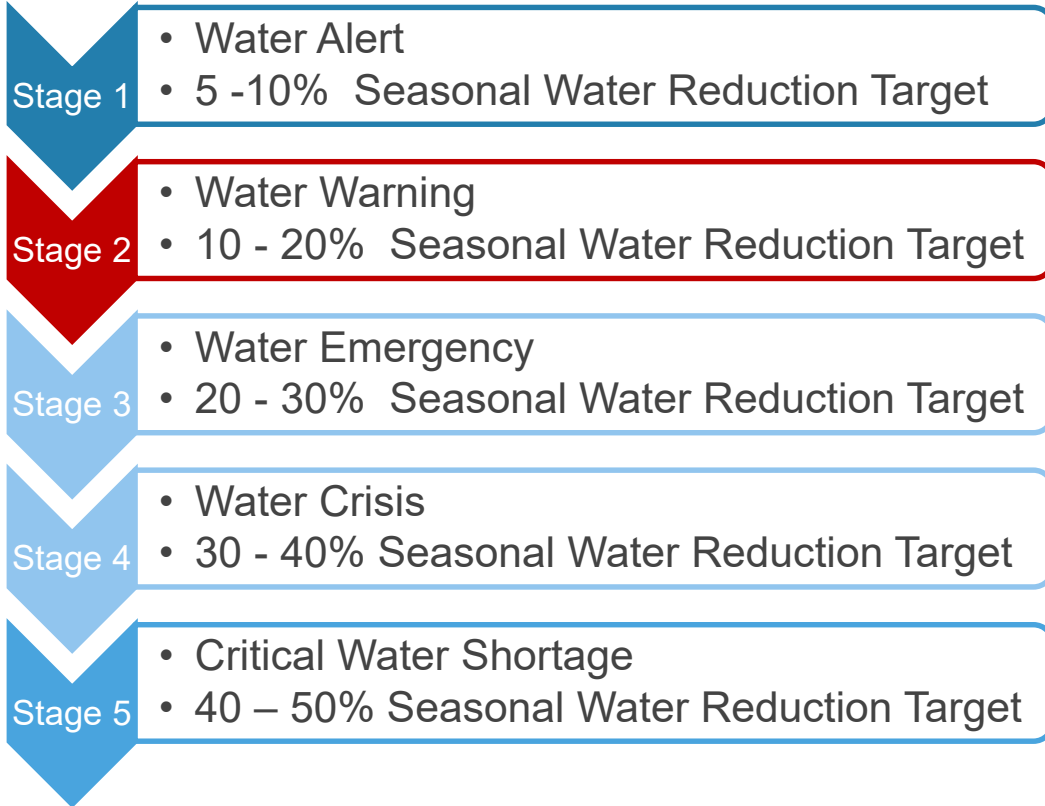 Stage 1
• Water Alert
• 5 -10%  Seasonal Water Reduction Target
Stage 2
• Water Warning
• 10 - 20%  Seasonal Water Reduction Target
Stage 3
• Water Emergency
• 20 - 30%  Seasonal Water Reduction Target
Stage 4
• Water Crisis
• 30 - 40% Seasonal Water Reduction Target
Stage 5
• Critical Water Shortage
• 40 – 50% Seasonal Water Reduction Target